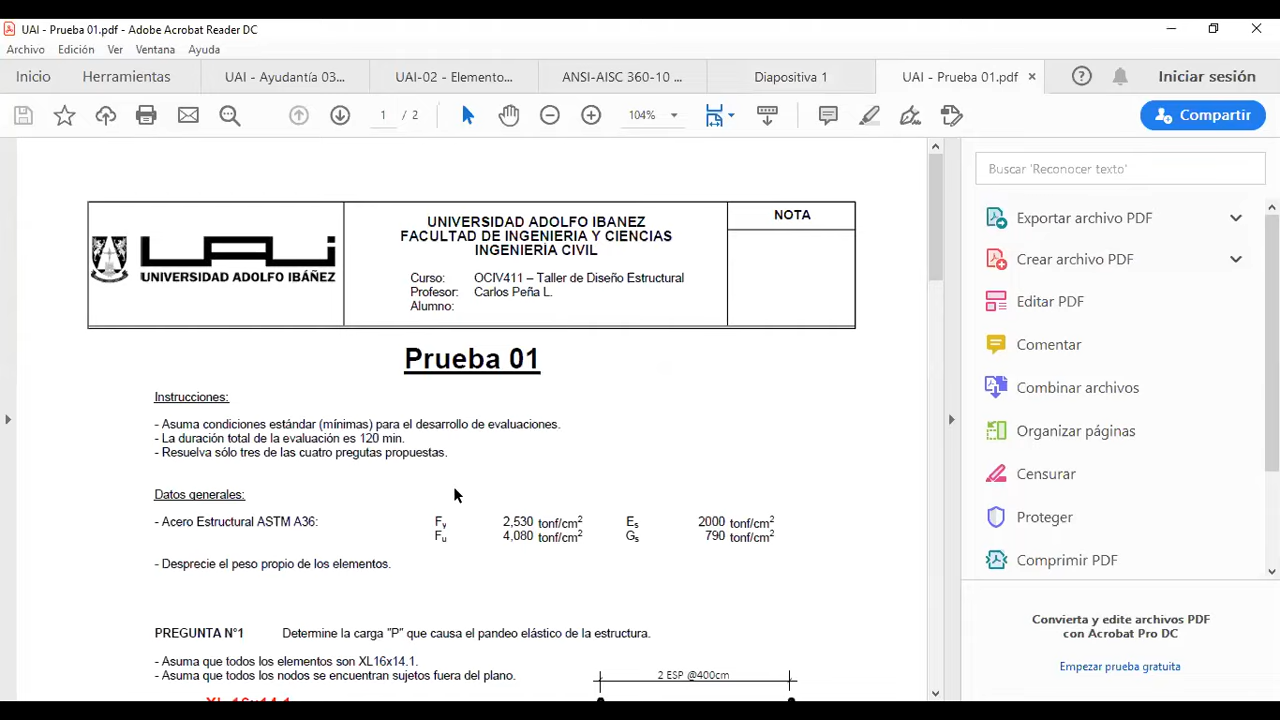 UAI - Prueba 01.pdf - Adobe Acrobat Reader DC
Archivo Edición Ver Ventana Ayuda
Inicio Herramientas UAI - Ayudantía 03... UAI-02 - Elemento... ANSI-AISC 360-10 ... Diapositiva 1 UAI - Prueba 01.pdf × Iniciar sesión
1 / 2 104% Compartir
Buscar 'Reconocer texto'
Exportar archivo PDF
Crear archivo PDF
Editar PDF
Comentar
Combinar archivos
Organizar páginas
Censurar
Proteger
Comprimir PDF
Convierta y edite archivos PDF
con Acrobat Pro DC
Empezar prueba gratuita
UAI
UNIVERSIDAD ADOLFO IBÁÑEZ
UNIVERSIDAD ADOLFO IBANEZ
FACULTAD DE INGENIERIA Y CIENCIAS
INGENIERIA CIVIL
Curso: OCIV411 – Taller de Diseño Estructural
Profesor: Carlos Peña L.
Alumno:
NOTA
Prueba 01
Instrucciones:
- Asuma condiciones estándar (mínimas) para el desarrollo de evaluaciones.
- La duración total de la evaluación es 120 min.
- Resuelva sólo tres de las cuatro pregutas propuestas.
Datos generales:
- Acero Estructural ASTM A36: Fy 2,530 tonf/cm2 Es 2000 tonf/cm2
Fu 4,080 tonf/cm2 Gs 790 tonf/cm2
- Desprecie el peso propio de los elementos.
PREGUNTA N°1 Determine la carga "P" que causa el pandeo elástico de la estructura.
- Asuma que todos los elementos son XL16x14.1.
- Asuma que todos los nodos se encuentran sujetos fuera del plano.
2 ESP @400cm
XL 16x14.1